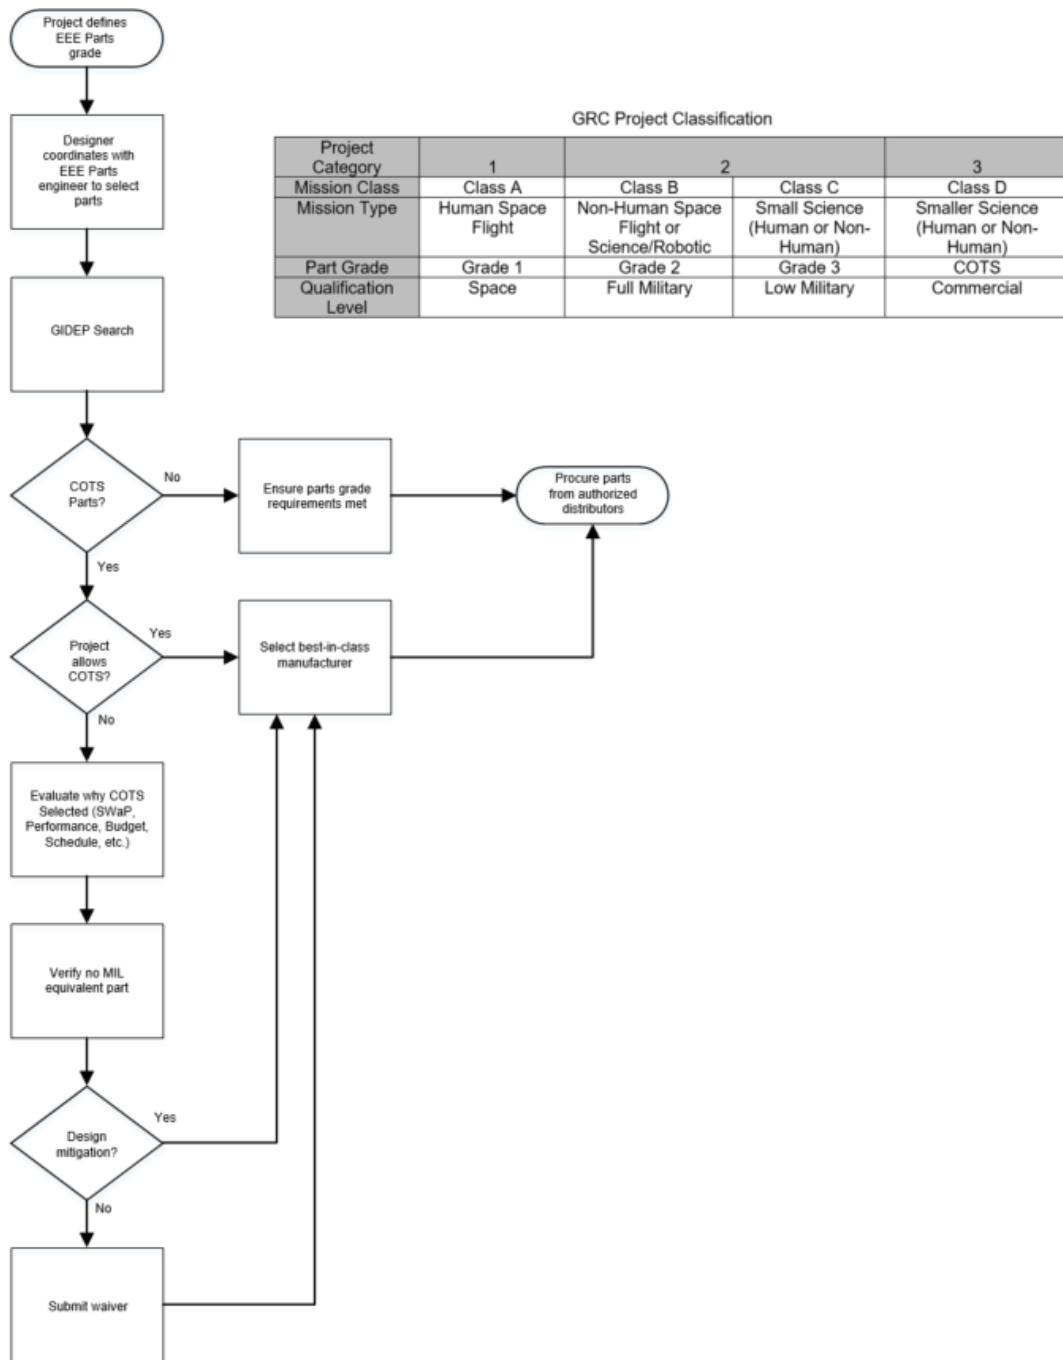 Project defines
EEE Parts
grade
Designer
coordinates with
EEE Parts
engineer to select
parts
GIDEP Search
GRC Project Classification
Project Category 1 2 3
Mission Class Class A Class B Class C Class D
Mission Type Human Space Flight Non-Human Space Flight or Science/Robotic Small Science (Human or Non-Human) Smaller Science (Human or Non-Human)
Part Grade Grade 1 Grade 2 Grade 3 COTS
Qualification Level Space Full Military Low Military Commercial
COTS
Parts?
No
Ensure parts grade
requirements met
Procure parts
from authorized
distributors
Yes
Project
allows
COTS?
Yes
Select best-in-class
manufacturer
No
Evaluate why COTS
Selected (SWaP,
Performance, Budget,
Schedule, etc.)
Verify no MIL
equivalent part
Design
mitigation?
Yes
No
Submit waiver